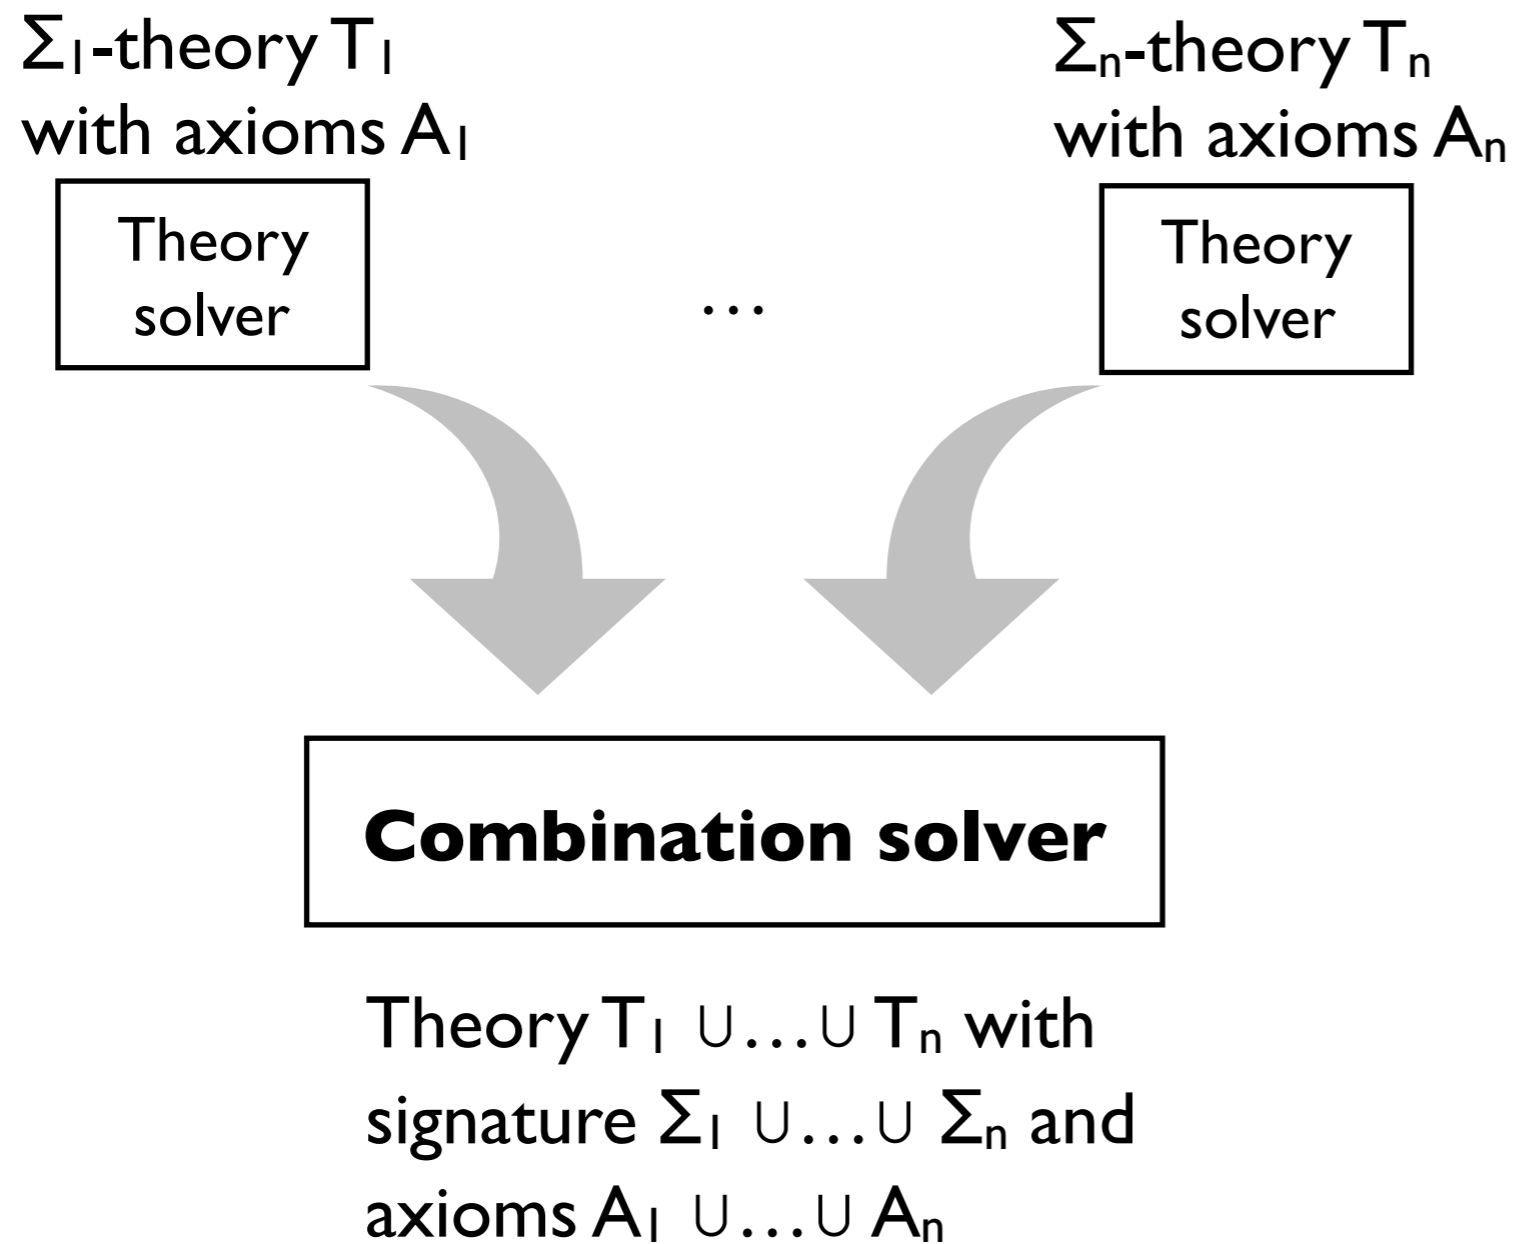 Σ₁-theory T₁
with axioms A₁
Theory
solver
…
Σₙ-theory Tₙ
with axioms Aₙ
Theory
solver
Combination solver
Theory T₁ ∪…∪ Tₙ with
signature Σ₁ ∪…∪ Σₙ and
axioms A₁ ∪…∪ Aₙ